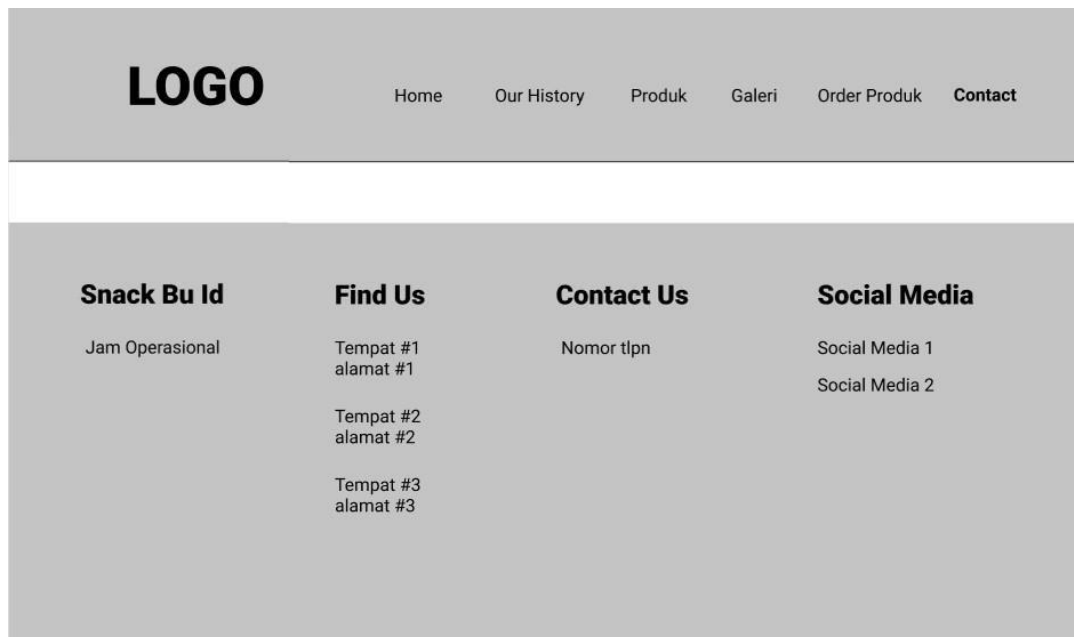 LOGO
Home Our History Produk Galeri Order Produk Contact
Snack Bu Id
Jam Operasional
Find Us
Tempat #1
alamat #1
Tempat #2
alamat #2
Tempat #3
alamat #3
Contact Us
Nomor tlpn
Social Media
Social Media 1
Social Media 2